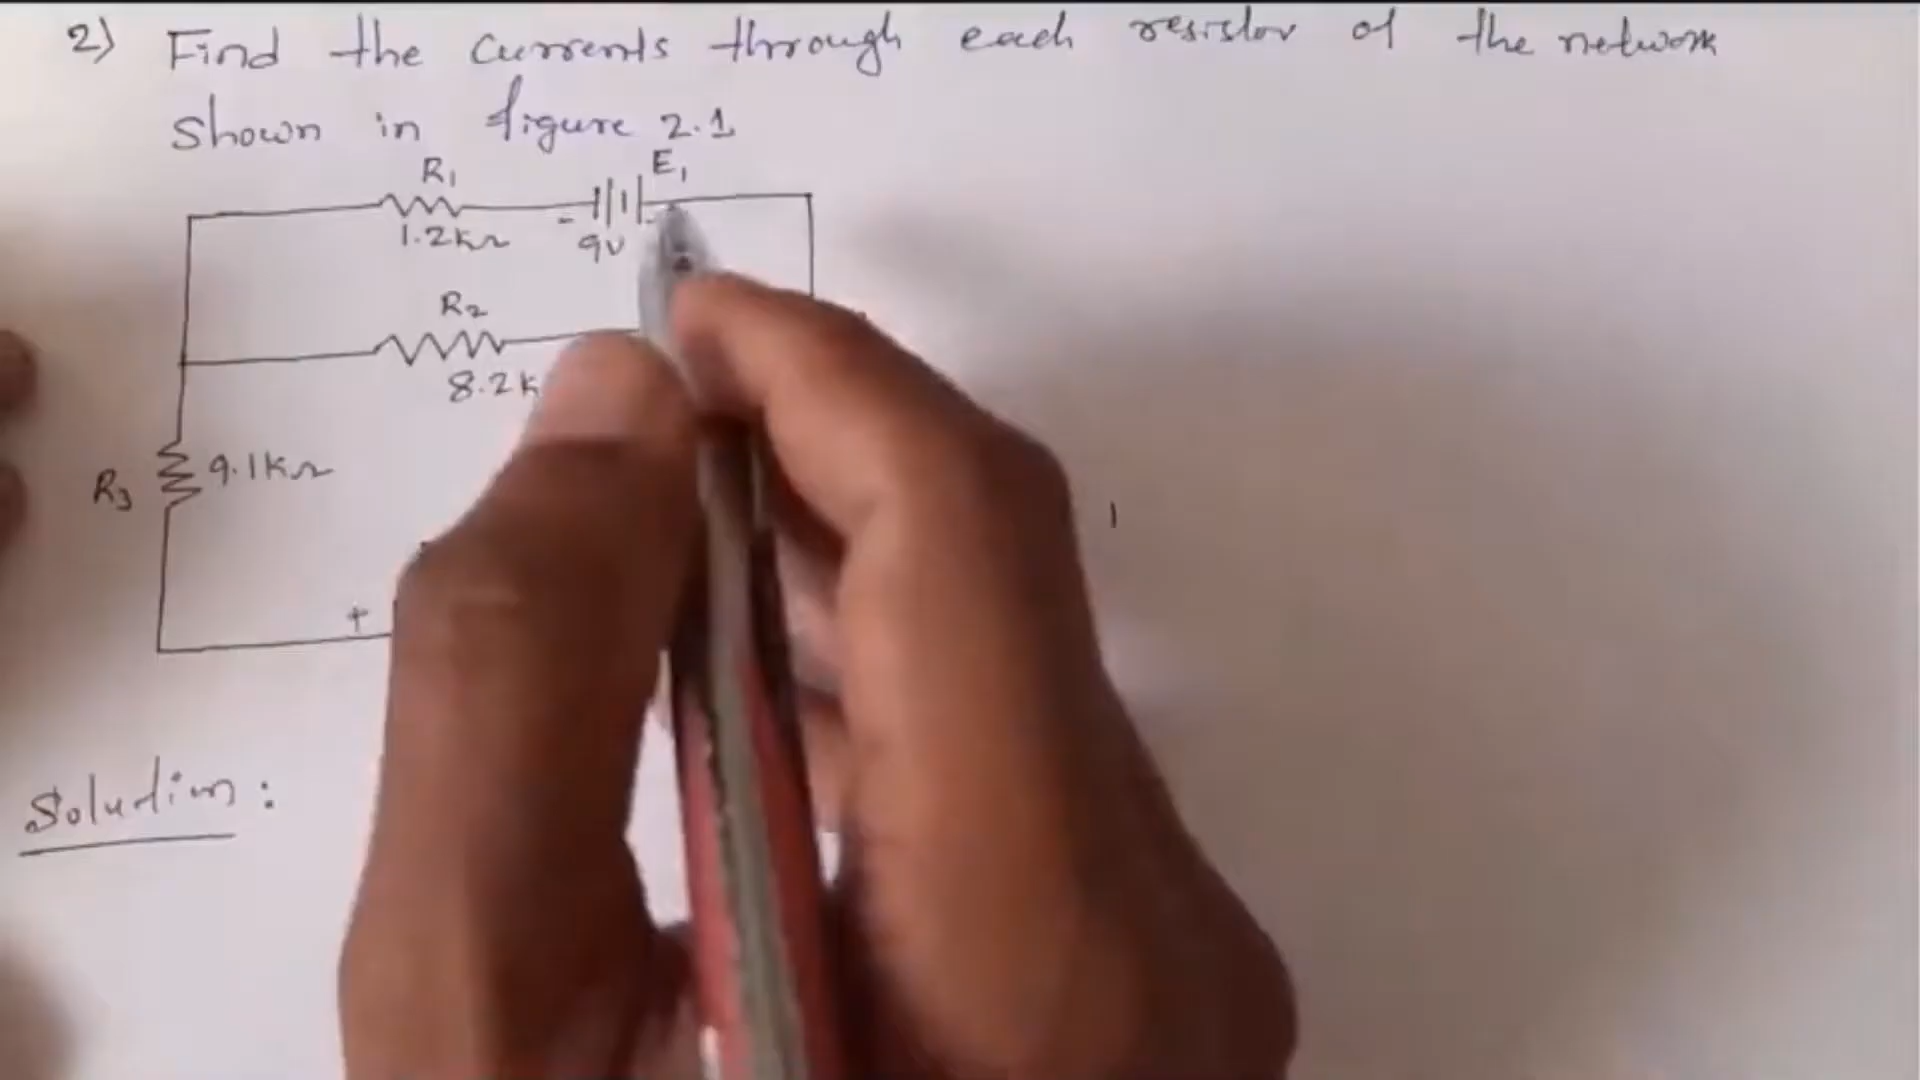 2) Find the currents through each resistor of the network
shown in figure 2.1
R1
E1
1.2kΩ
-
9V
R2
8.2k
R3
9.1kΩ
+
Solution: